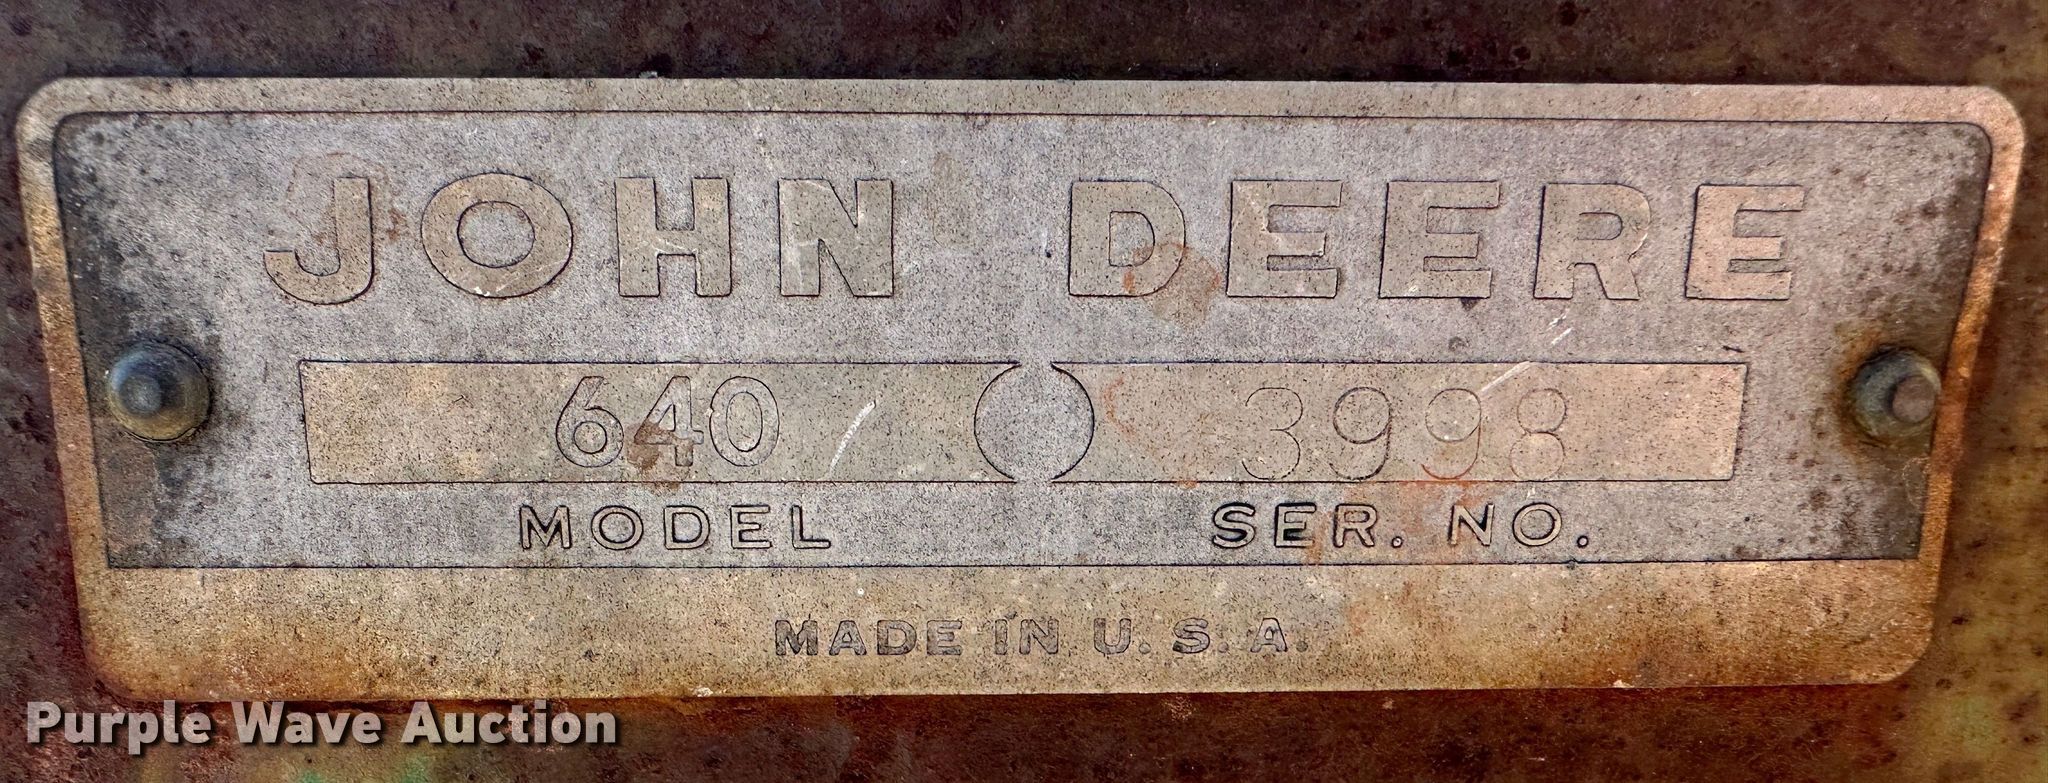 JOHN DEERE
640 3998
MODEL SER. NO.
MADE IN U.S.A.
Purple Wave Auction